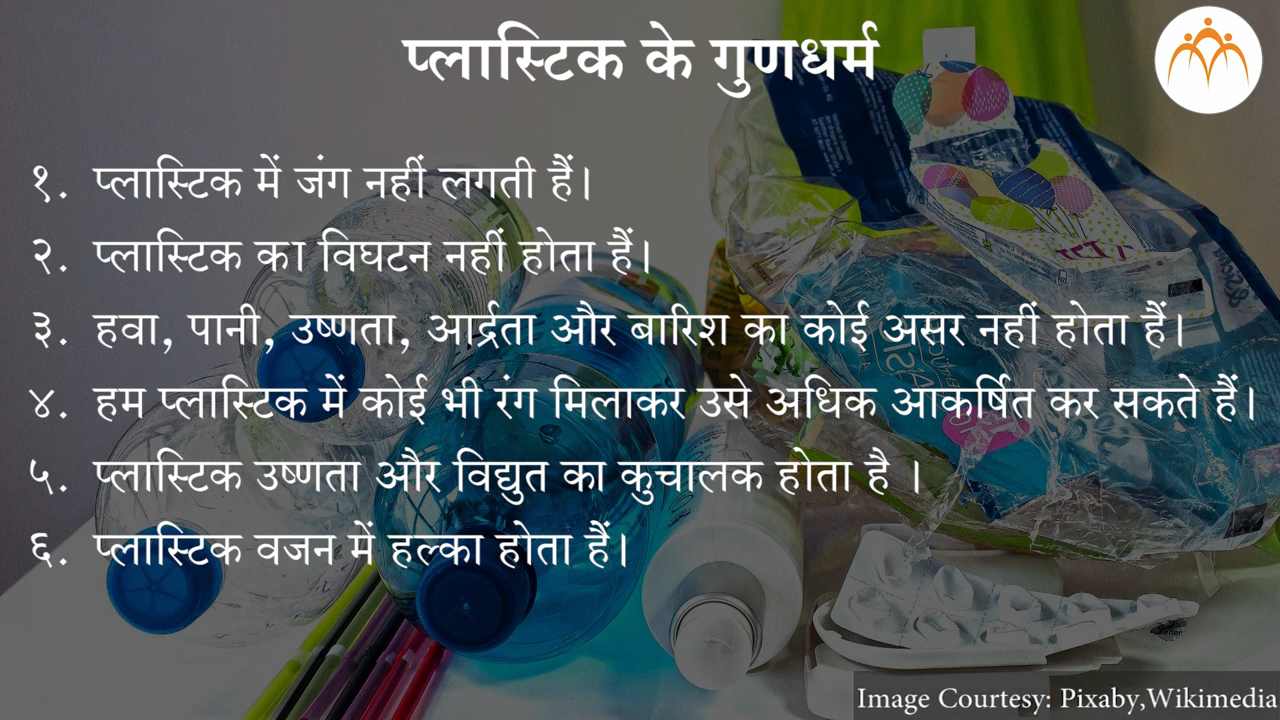 प्लास्टिक के गुणधर्म
१. प्लास्टिक में जंग नहीं लगती हैं।
२. प्लास्टिक का विघटन नहीं होता हैं।
३. हवा, पानी, उष्णता, आर्द्रता और बारिश का कोई असर नहीं होता हैं।
४. हम प्लास्टिक में कोई भी रंग मिलाकर उसे अधिक आकर्षित कर सकते हैं।
५. प्लास्टिक उष्णता और विद्युत का कुचालक होता है ।
६. प्लास्टिक वजन में हल्का होता हैं।
Image Courtesy: Pixaby,Wikimedia